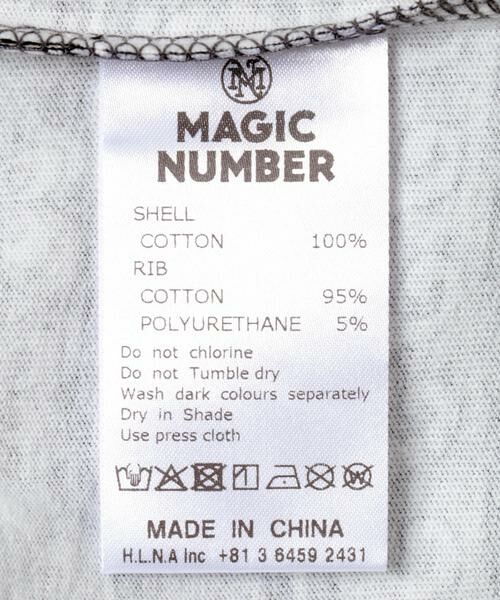 MAGIC
NUMBER
SHELL
COTTON 100%
RIB
COTTON 95%
POLYURETHANE 5%
Do not chlorine
Do not Tumble dry
Wash dark colours separately
Dry in Shade
Use press cloth
W
MADE IN CHINA
H.L.N.A Inc +81 3 6459 2431